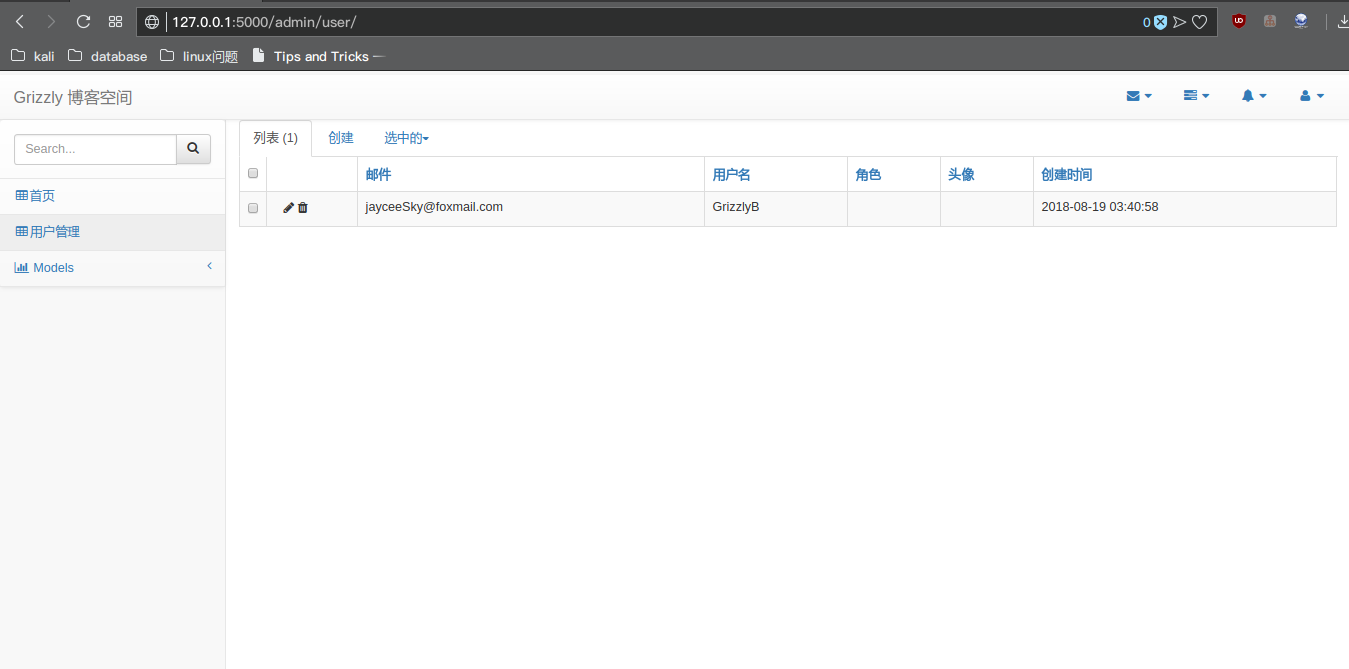 127.0.0.1:5000/admin/user/ 0
kali database linux问题 Tips and Tricks —
Grizzly 博客空间
Search...
首页
用户管理
Models
列表 (1) 创建 选中的
邮件 用户名 角色 头像 创建时间
jayceeSky@foxmail.com GrizzlyB 2018-08-19 03:40:58